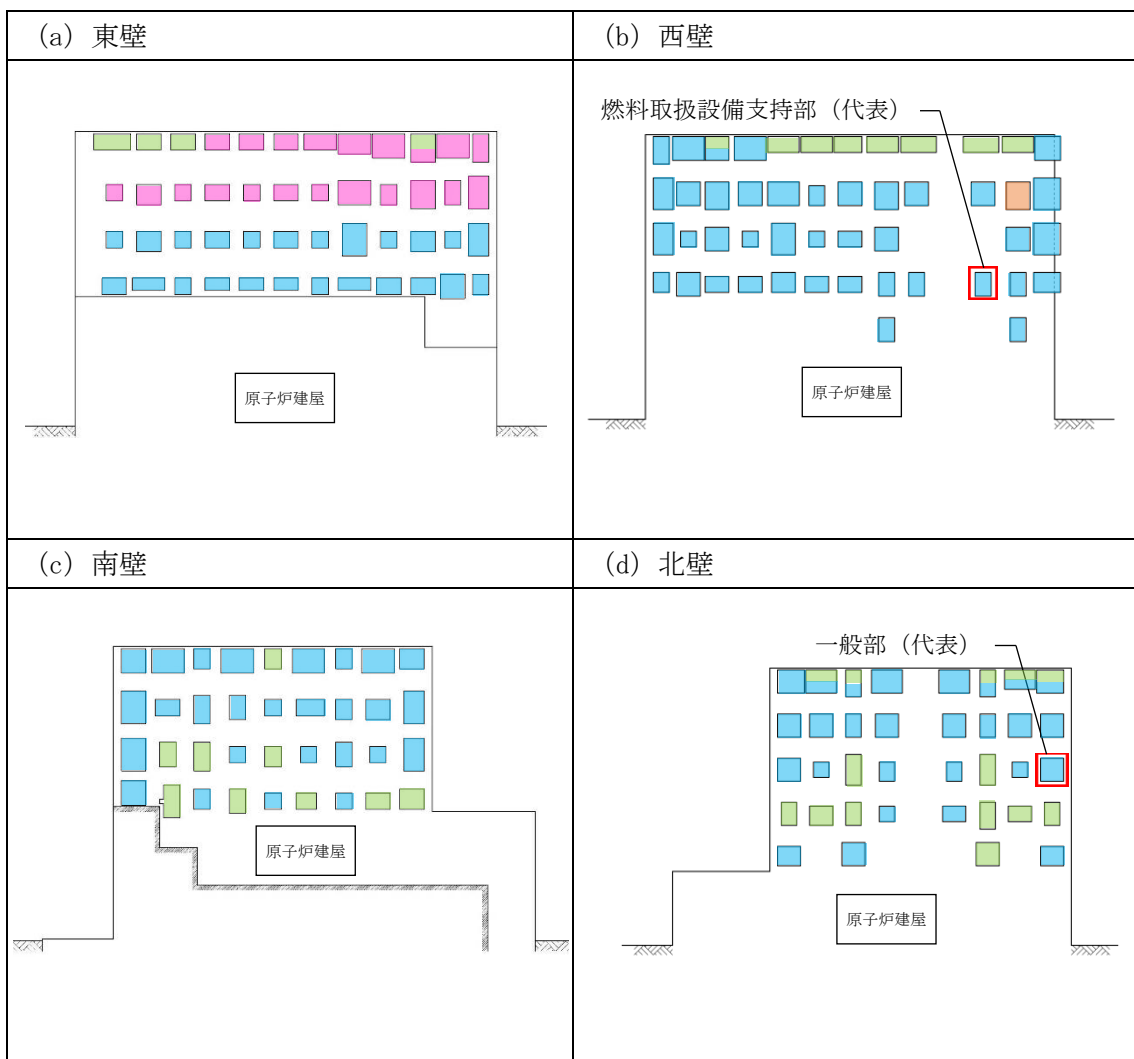 (a) 東壁
(b) 西壁
燃料取扱設備支持部 (代表)
原子炉建屋
原子炉建屋
(c) 南壁
(d) 北壁
一般部 (代表)
原子炉建屋
原子炉建屋